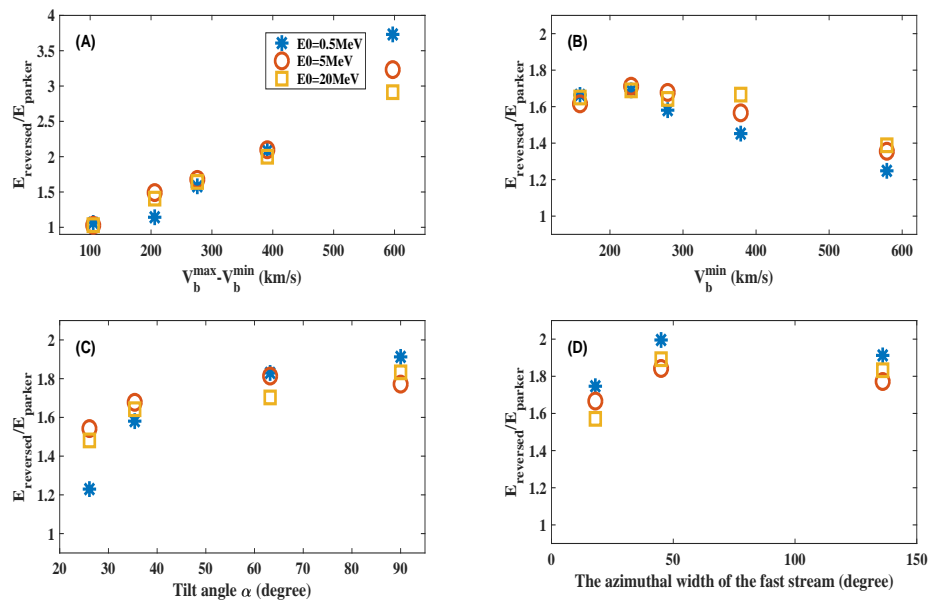 (A)
E0=0.5MeV
E0=5MeV
E0=20MeV
E_reversed/E_parker
4
3.5
3
2.5
2
1.5
1
100 200 300 400 500 600
V_b^max-V_b^min (km/s)
(B)
E_reversed/E_parker
2
1.8
1.6
1.4
1.2
1
200 300 400 500 600
V_b^min (km/s)
(C)
E_reversed/E_parker
2
1.8
1.6
1.4
1.2
1
20 30 40 50 60 70 80 90
Tilt angle α (degree)
(D)
E_reversed/E_parker
2
1.8
1.6
1.4
1.2
1
0 50 100 150
The azimuthal width of the fast stream (degree)